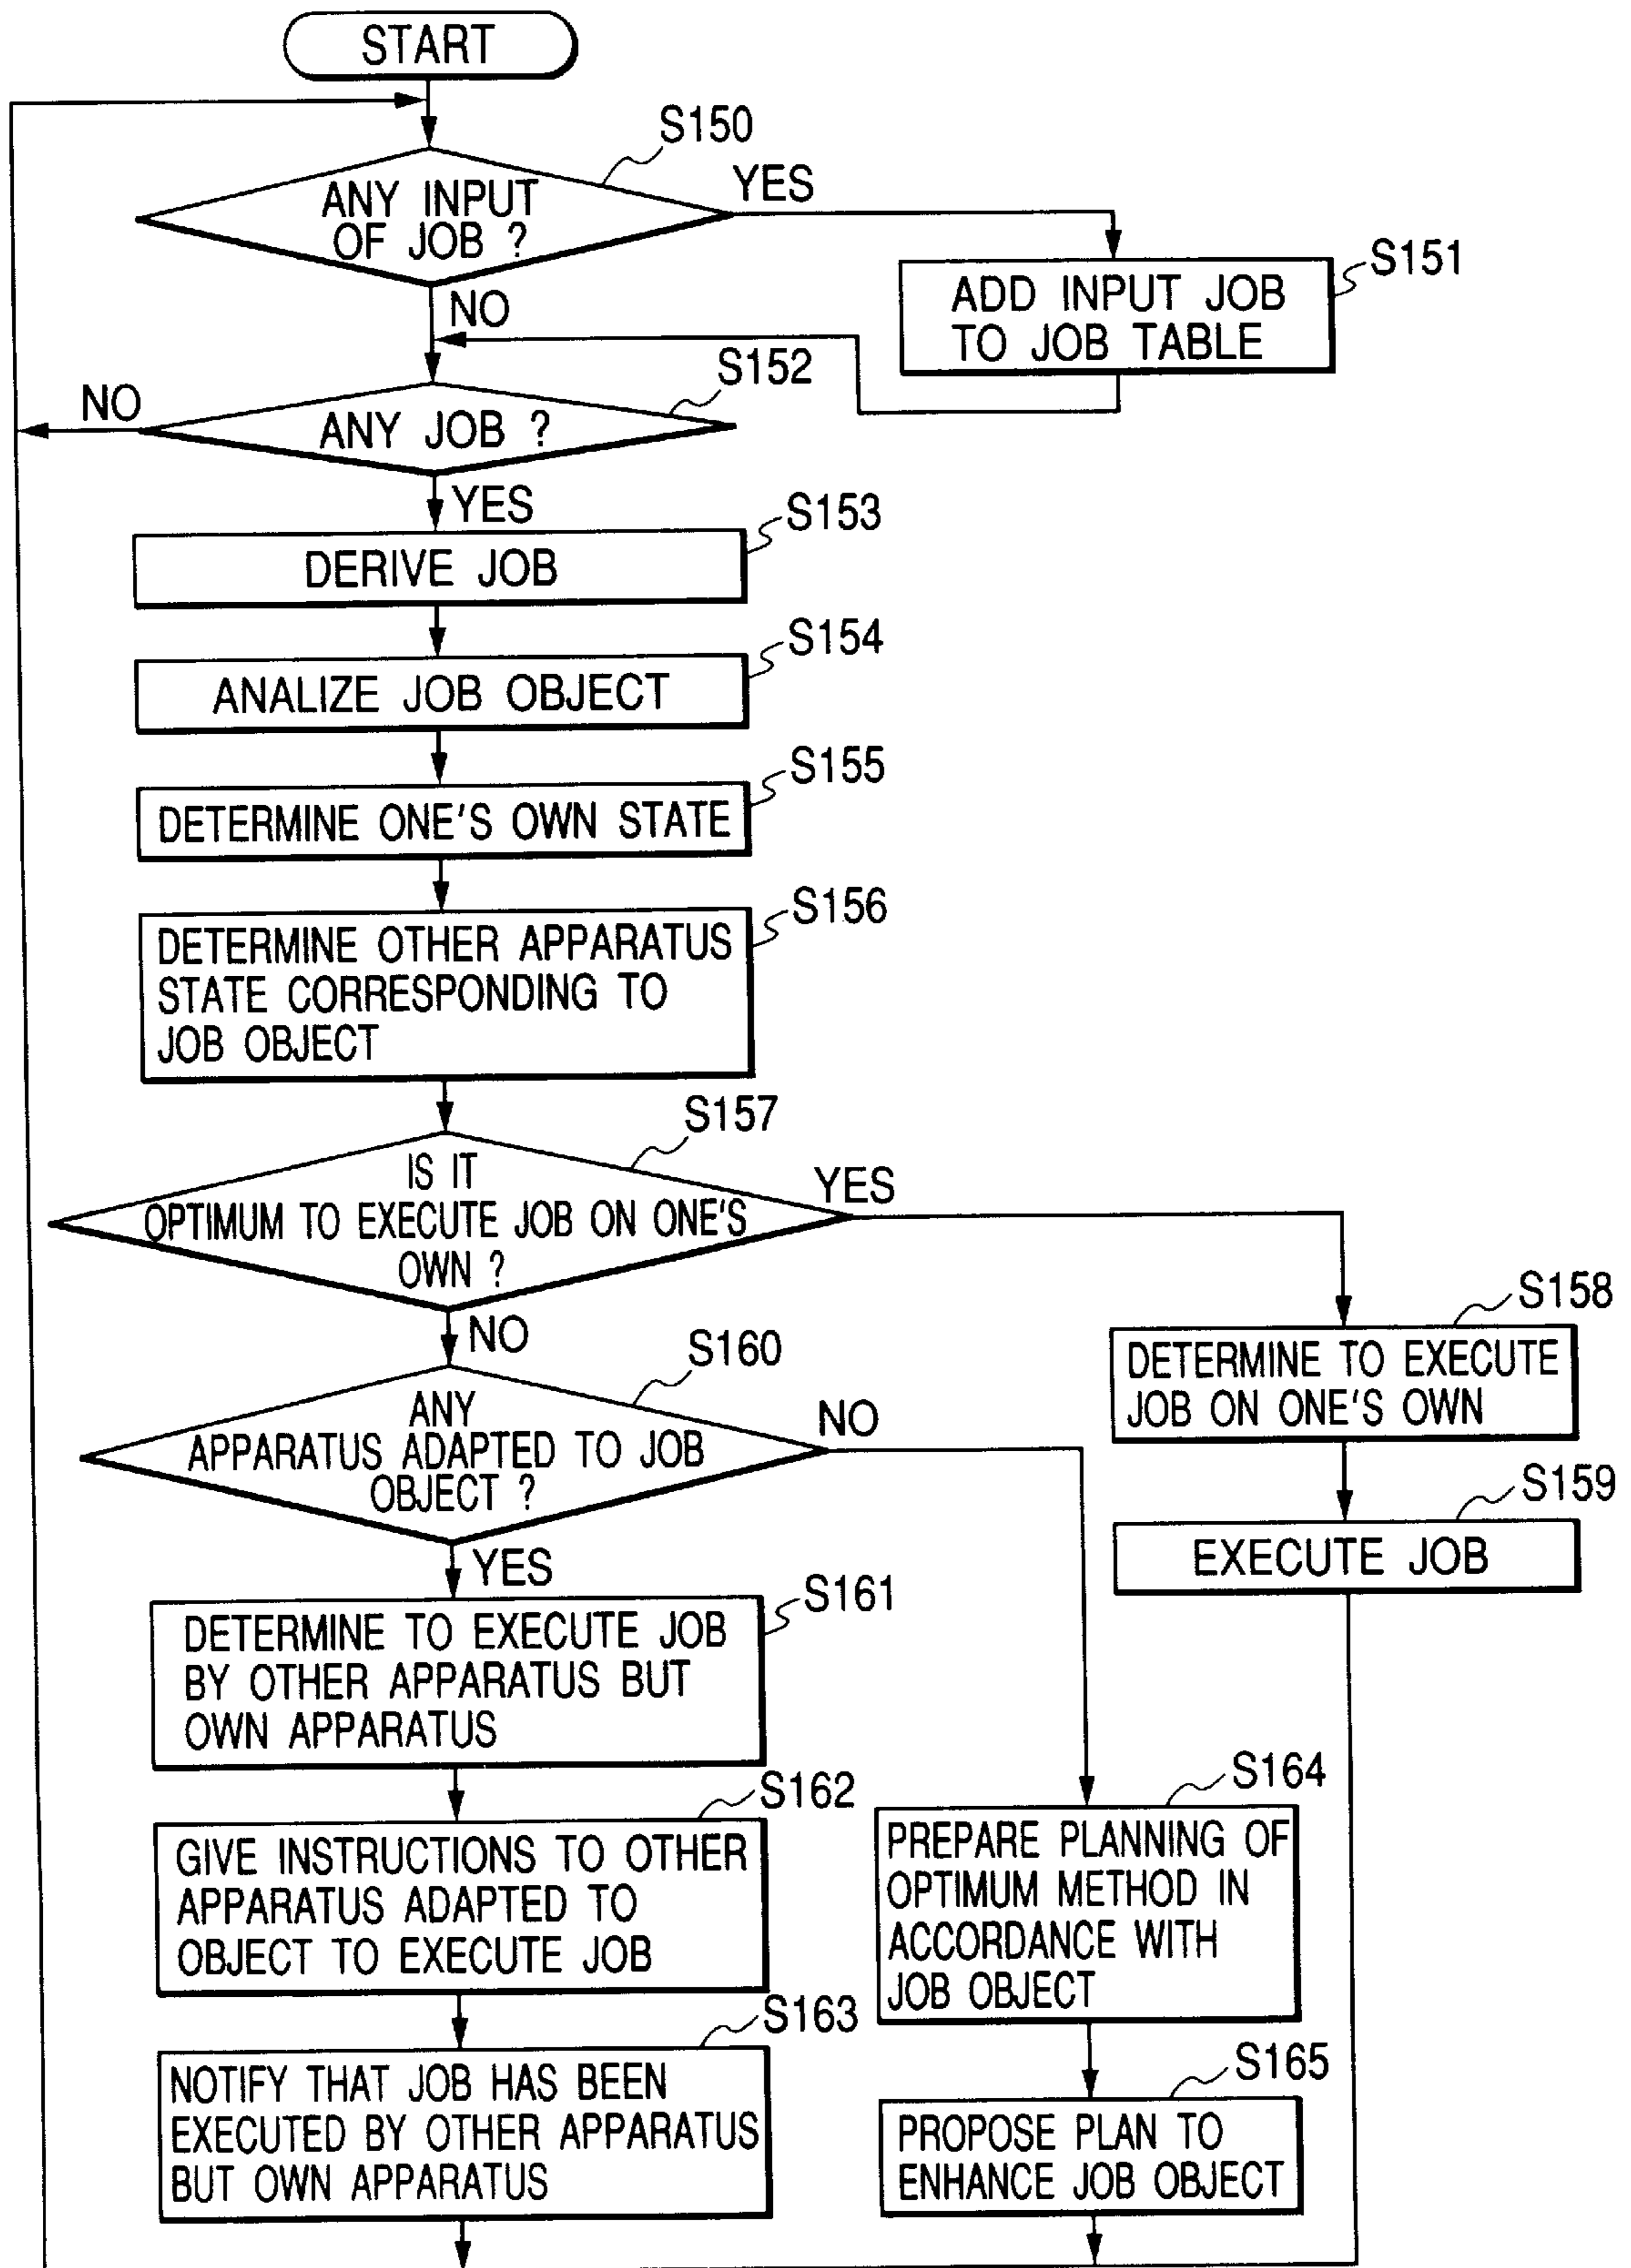 START
S150
ANY INPUT
OF JOB ?
YES
S151
ADD INPUT JOB
TO JOB TABLE
NO
S152
NO
ANY JOB ?
YES
S153
DERIVE JOB
S154
ANALIZE JOB OBJECT
S155
DETERMINE ONE'S OWN STATE
S156
DETERMINE OTHER APPARATUS
STATE CORRESPONDING TO
JOB OBJECT
S157
IS IT
OPTIMUM TO EXECUTE JOB ON ONE'S
OWN ?
YES
NO
S158
DETERMINE TO EXECUTE
JOB ON ONE'S OWN
S159
EXECUTE JOB
S160
ANY
APPARATUS ADAPTED TO JOB
OBJECT ?
NO
YES
S161
DETERMINE TO EXECUTE JOB
BY OTHER APPARATUS BUT
OWN APPARATUS
S162
GIVE INSTRUCTIONS TO OTHER
APPARATUS ADAPTED TO
OBJECT TO EXECUTE JOB
S163
NOTIFY THAT JOB HAS BEEN
EXECUTED BY OTHER APPARATUS
BUT OWN APPARATUS
S164
PREPARE PLANNING OF
OPTIMUM METHOD IN
ACCORDANCE WITH
JOB OBJECT
S165
PROPOSE PLAN TO
ENHANCE JOB OBJECT